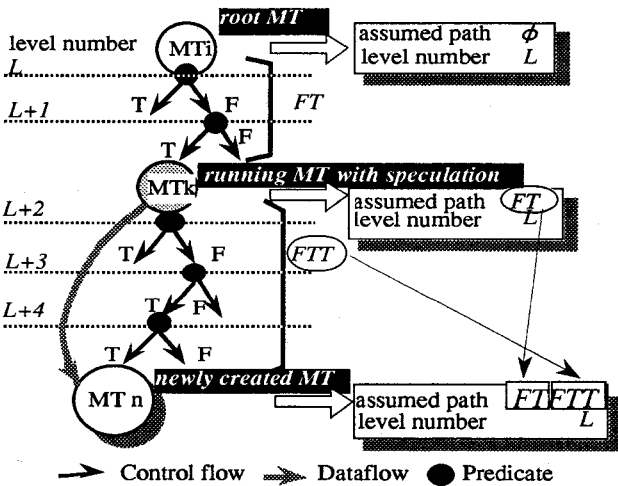 root MT
level number
L
MTi
assumed path ϕ
level number L
T F
FT
L+1
T F
running MT with speculation
MTk
assumed path FT
level number L
L+2
T F
FTT
L+3
T F
L+4
T F
newly created MT
MT n
assumed path FT FTT
level number L
Control flow Dataflow Predicate